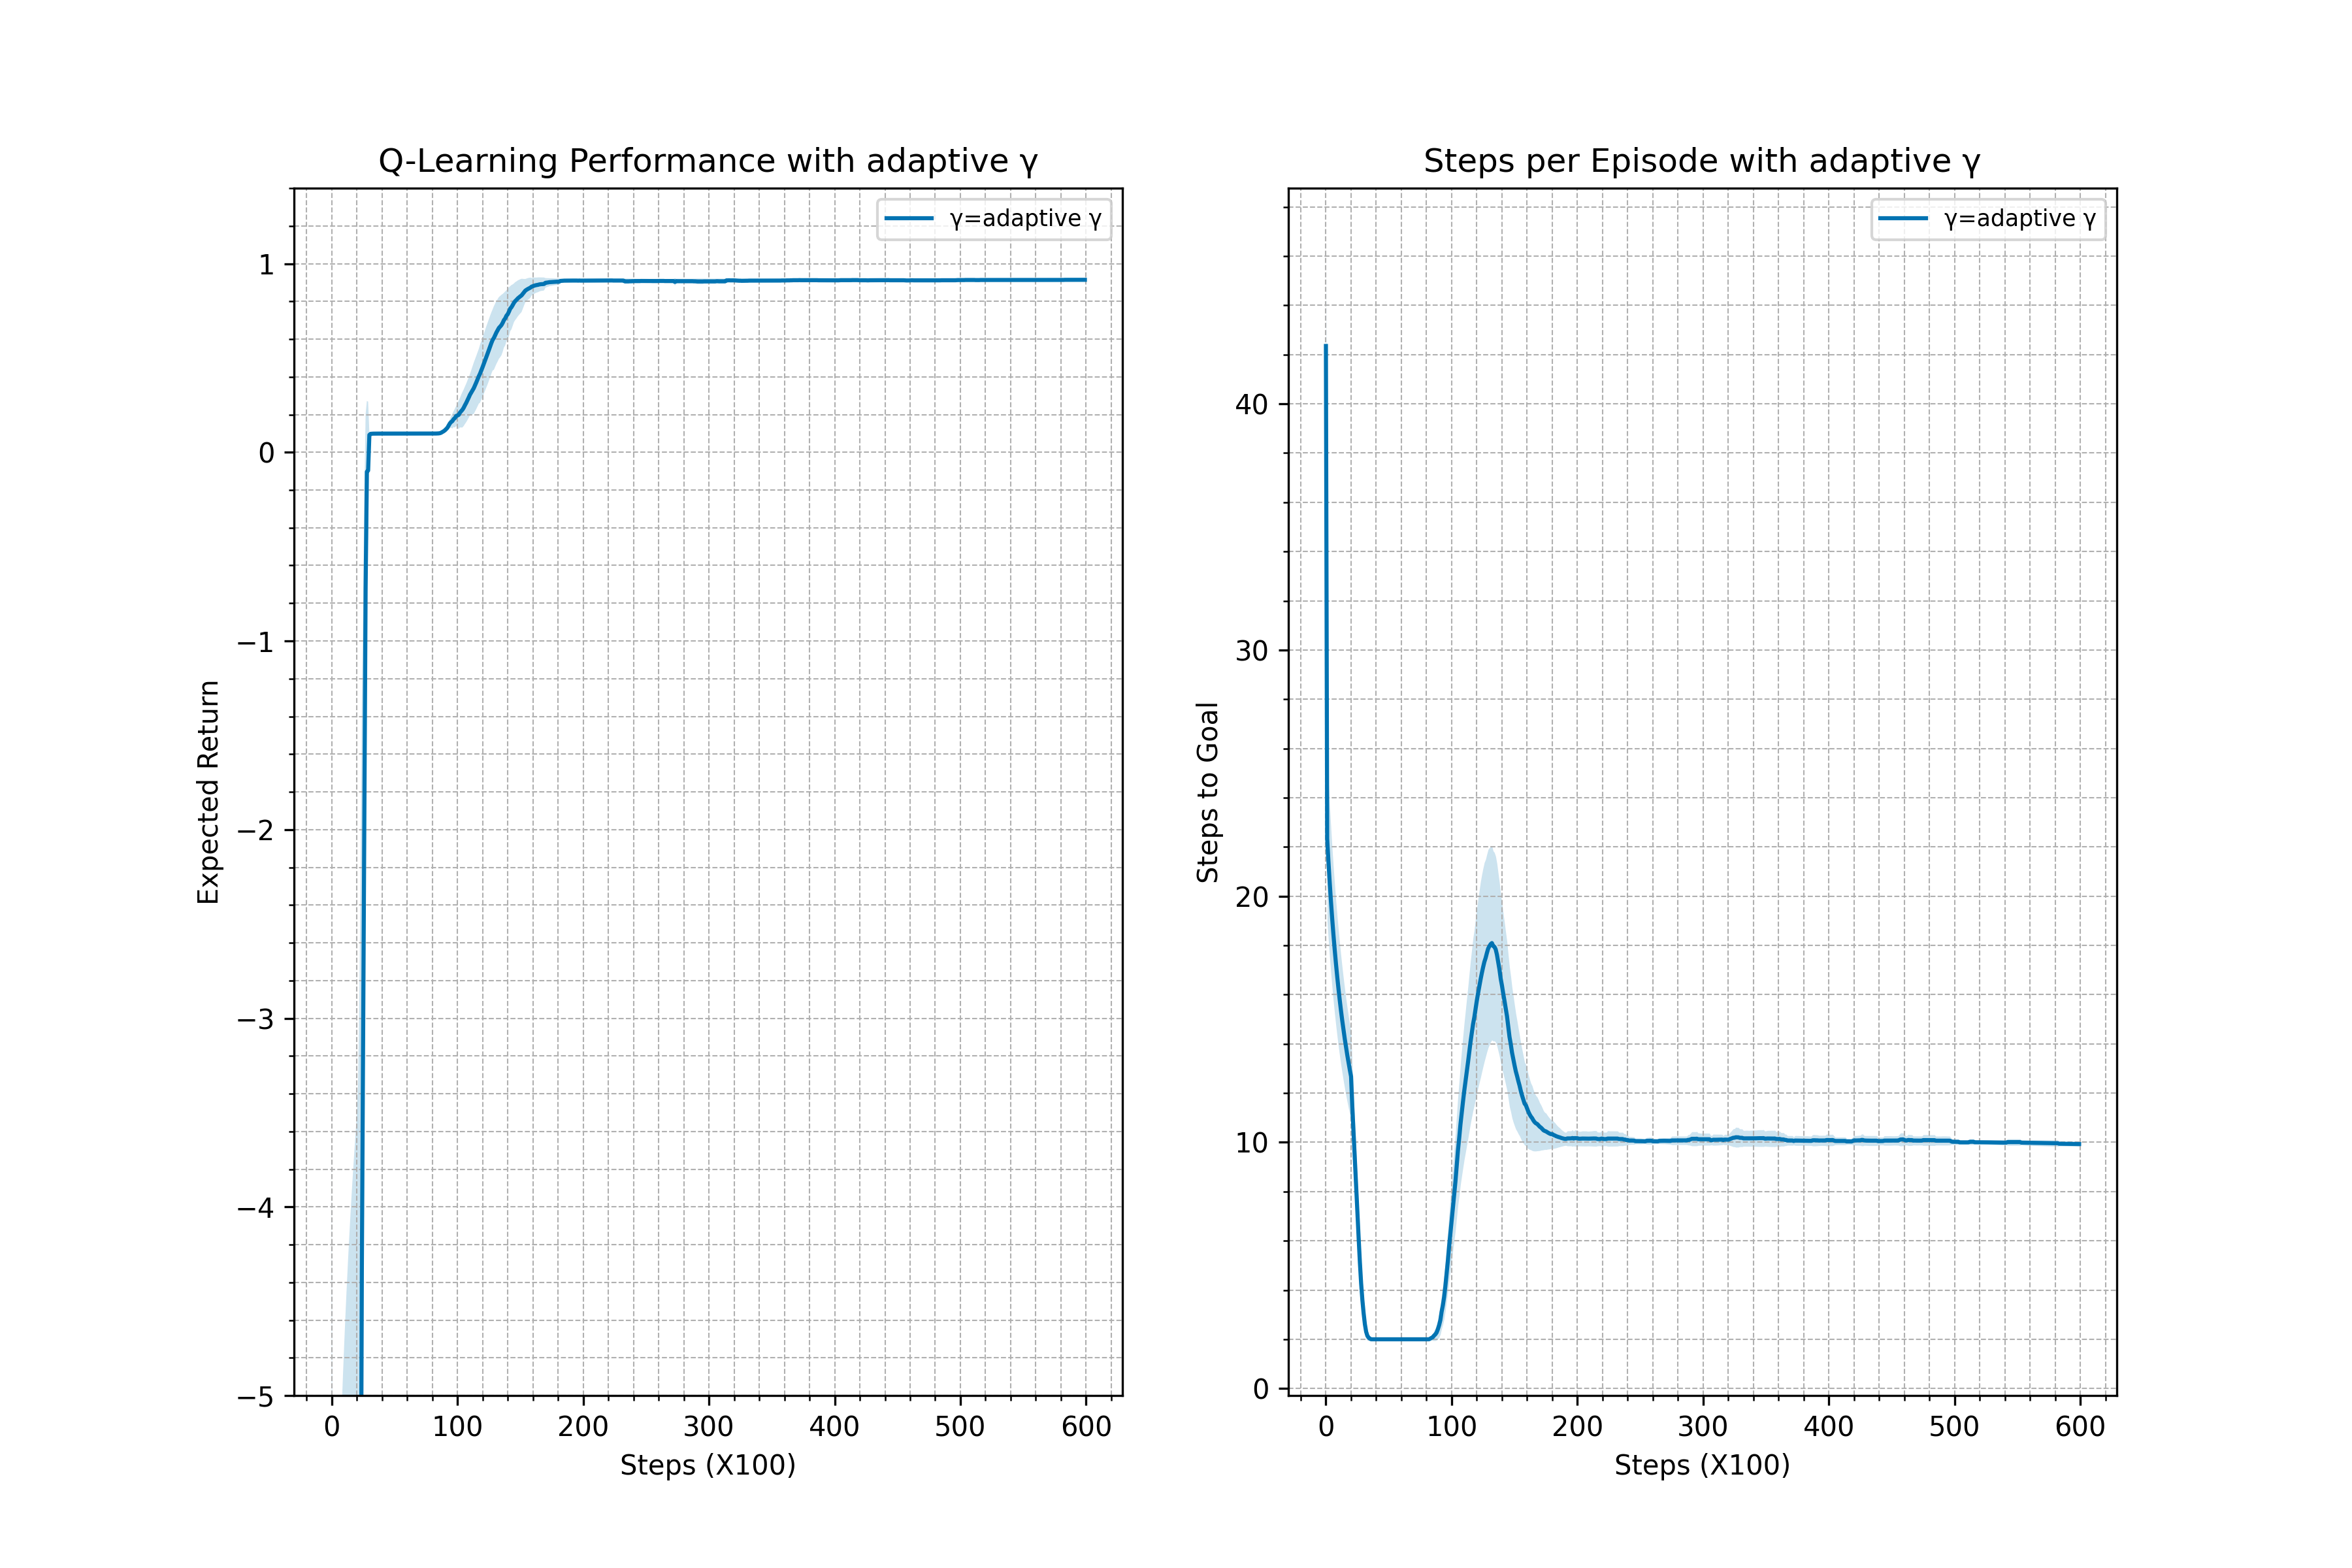 Q-Learning Performance with adaptive γ
γ=adaptive γ
1
0
−1
−2
−3
−4
−5
Expected Return
0 100 200 300 400 500 600
Steps (X100)
Steps per Episode with adaptive γ
γ=adaptive γ
40
30
20
10
0
Steps to Goal
0 100 200 300 400 500 600
Steps (X100)